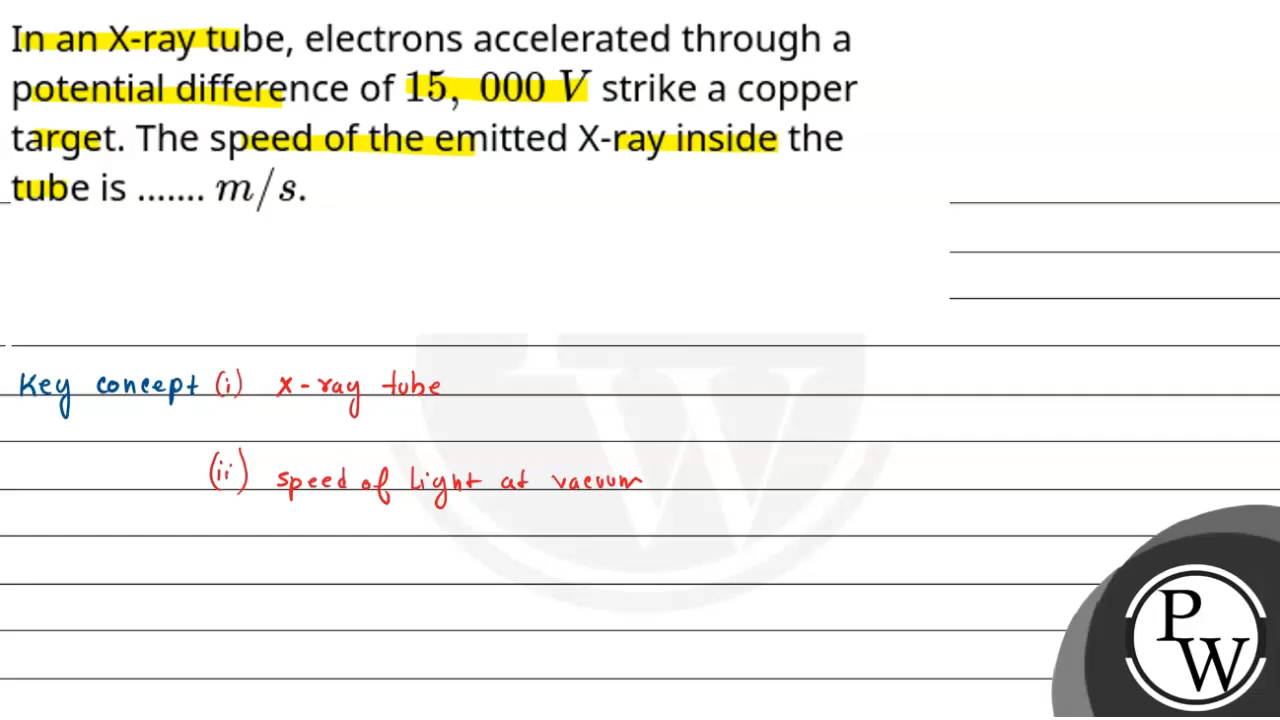 In an X-ray tube, electrons accelerated through a
potential difference of 15, 000 V strike a copper
target. The speed of the emitted X-ray inside the
tube is ....... m/s.
Key concept (i) x-ray tube
(ii) speed of light at vacuum
W
P
W